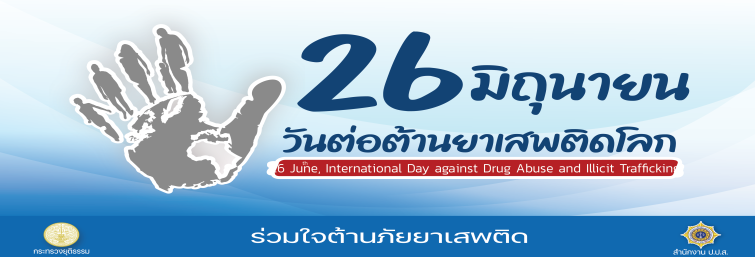 26 มิถุนายน
วันต่อต้านยาเสพติดโลก
6 June, International Day against Drug Abuse and Illicit Trafficking
ร่วมใจต้านภัยยาเสพติด
กระทรวงยุติธรรม
สำนักงาน ป.ป.ส.